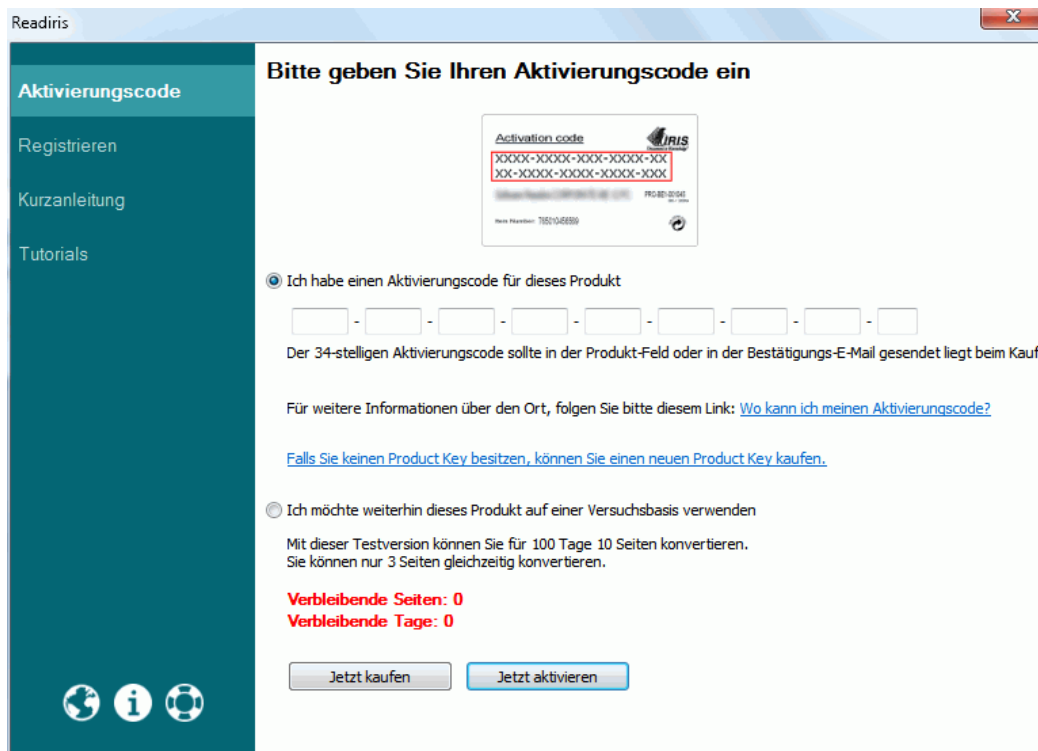 Readiris
Aktivierungscode
Registrieren
Kurzanleitung
Tutorials
Bitte geben Sie Ihren Aktivierungscode ein
Activation code
IRIS
XXXX-XXXX-XXX-XXXX-XX
XX-XXXX-XXXX-XXXX-XXX
Item Number: 765010456589
Ich habe einen Aktivierungscode für dieses Produkt
- - - - - - - -
Der 34-stelligen Aktivierungscode sollte in der Produkt-Feld oder in der Bestätigungs-E-Mail gesendet liegt beim Kauf
Für weitere Informationen über den Ort, folgen Sie bitte diesem Link: Wo kann ich meinen Aktivierungscode?
Falls Sie keinen Product Key besitzen, können Sie einen neuen Product Key kaufen.
Ich möchte weiterhin dieses Produkt auf einer Versuchsbasis verwenden
Mit dieser Testversion können Sie für 100 Tage 10 Seiten konvertieren.
Sie können nur 3 Seiten gleichzeitig konvertieren.
Verbleibende Seiten: 0
Verbleibende Tage: 0
Jetzt kaufen
Jetzt aktivieren